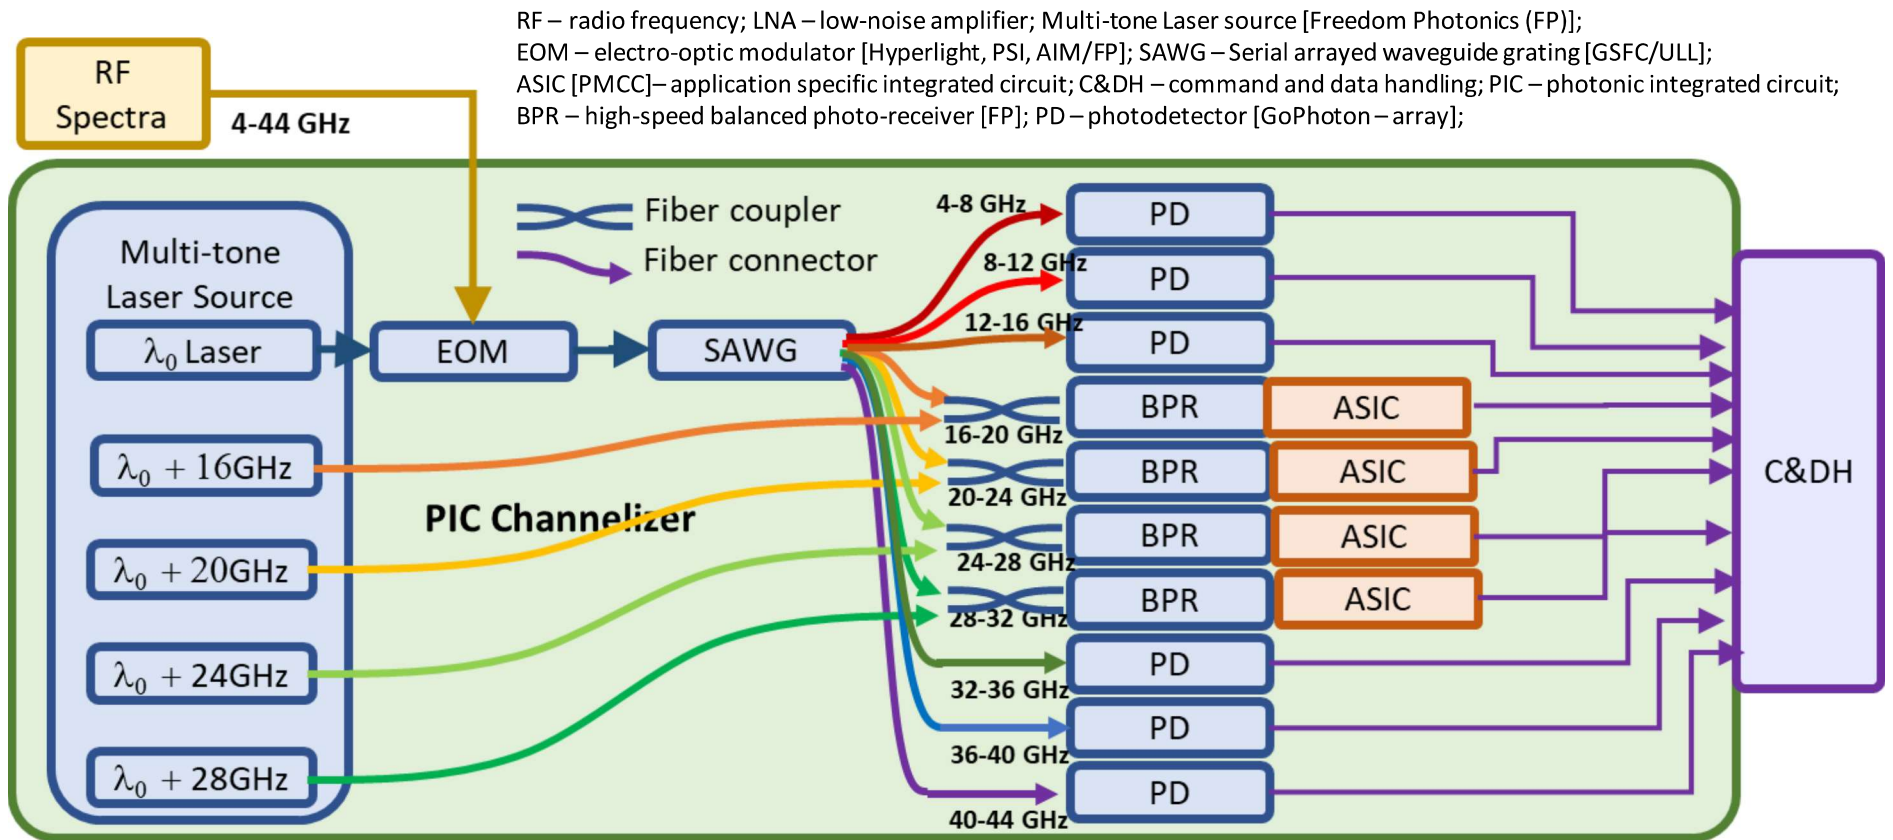 RF – radio frequency; LNA – low-noise amplifier; Multi-tone Laser source [Freedom Photonics (FP)];
EOM – electro-optic modulator [Hyperlight, PSI, AIM/FP]; SAWG – Serial arrayed waveguide grating [GSFC/ULL];
ASIC [PMCC]– application specific integrated circuit; C&DH – command and data handling; PIC – photonic integrated circuit;
BPR – high-speed balanced photo-receiver [FP]; PD – photodetector [GoPhoton – array];
RF
Spectra
4-44 GHz
Fiber coupler
Fiber connector
Multi-tone
Laser Source
λ0 Laser
λ0 + 16GHz
λ0 + 20GHz
λ0 + 24GHz
λ0 + 28GHz
EOM
SAWG
PIC Channelizer
4-8 GHz
PD
8-12 GHz
PD
12-16 GHz
PD
16-20 GHz
BPR
ASIC
20-24 GHz
BPR
ASIC
24-28 GHz
BPR
ASIC
28-32 GHz
BPR
ASIC
32-36 GHz
PD
36-40 GHz
PD
40-44 GHz
PD
C&DH